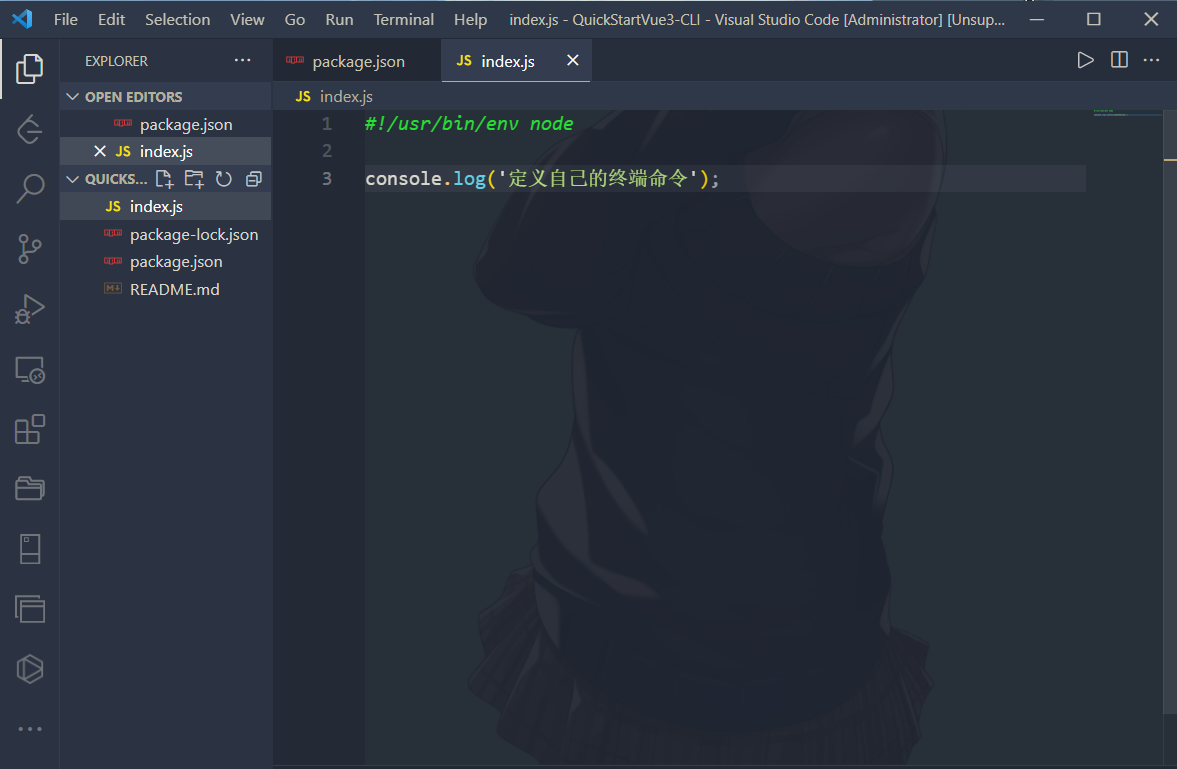 File Edit Selection View Go Run Terminal Help index.js - QuickStartVue3-CLI - Visual Studio Code [Administrator] [Unsup...
EXPLORER
package.json
JS index.js
OPEN EDITORS
package.json
JS index.js
QUICKS...
JS index.js
package-lock.json
package.json
README.md
JS index.js
1 #!/usr/bin/env node
2
3 console.log('定义自己的终端命令');